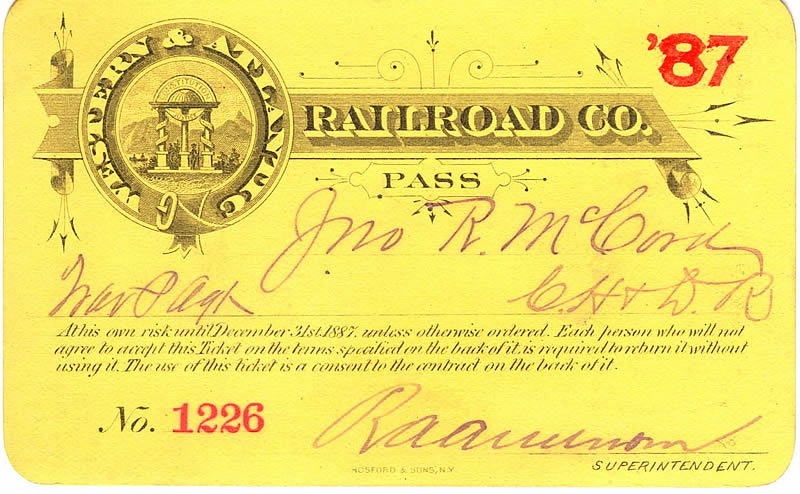 WESTERN & ATLANTIC
RAILROAD CO.
'87
CONSTITUTION
PASS
Jno R. McCord
Trav P Agt C. H & D. R
At his own risk until December 31st. 1887. unless otherwise ordered. Each person who will not
agree to accept this Ticket on the terms specified on the back of it, is required to return it without
using it. The use of this ticket is a consent to the contract on the back of it.
No. 1226
HOSFORD & SONS, N.Y.
SUPERINTENDENT.